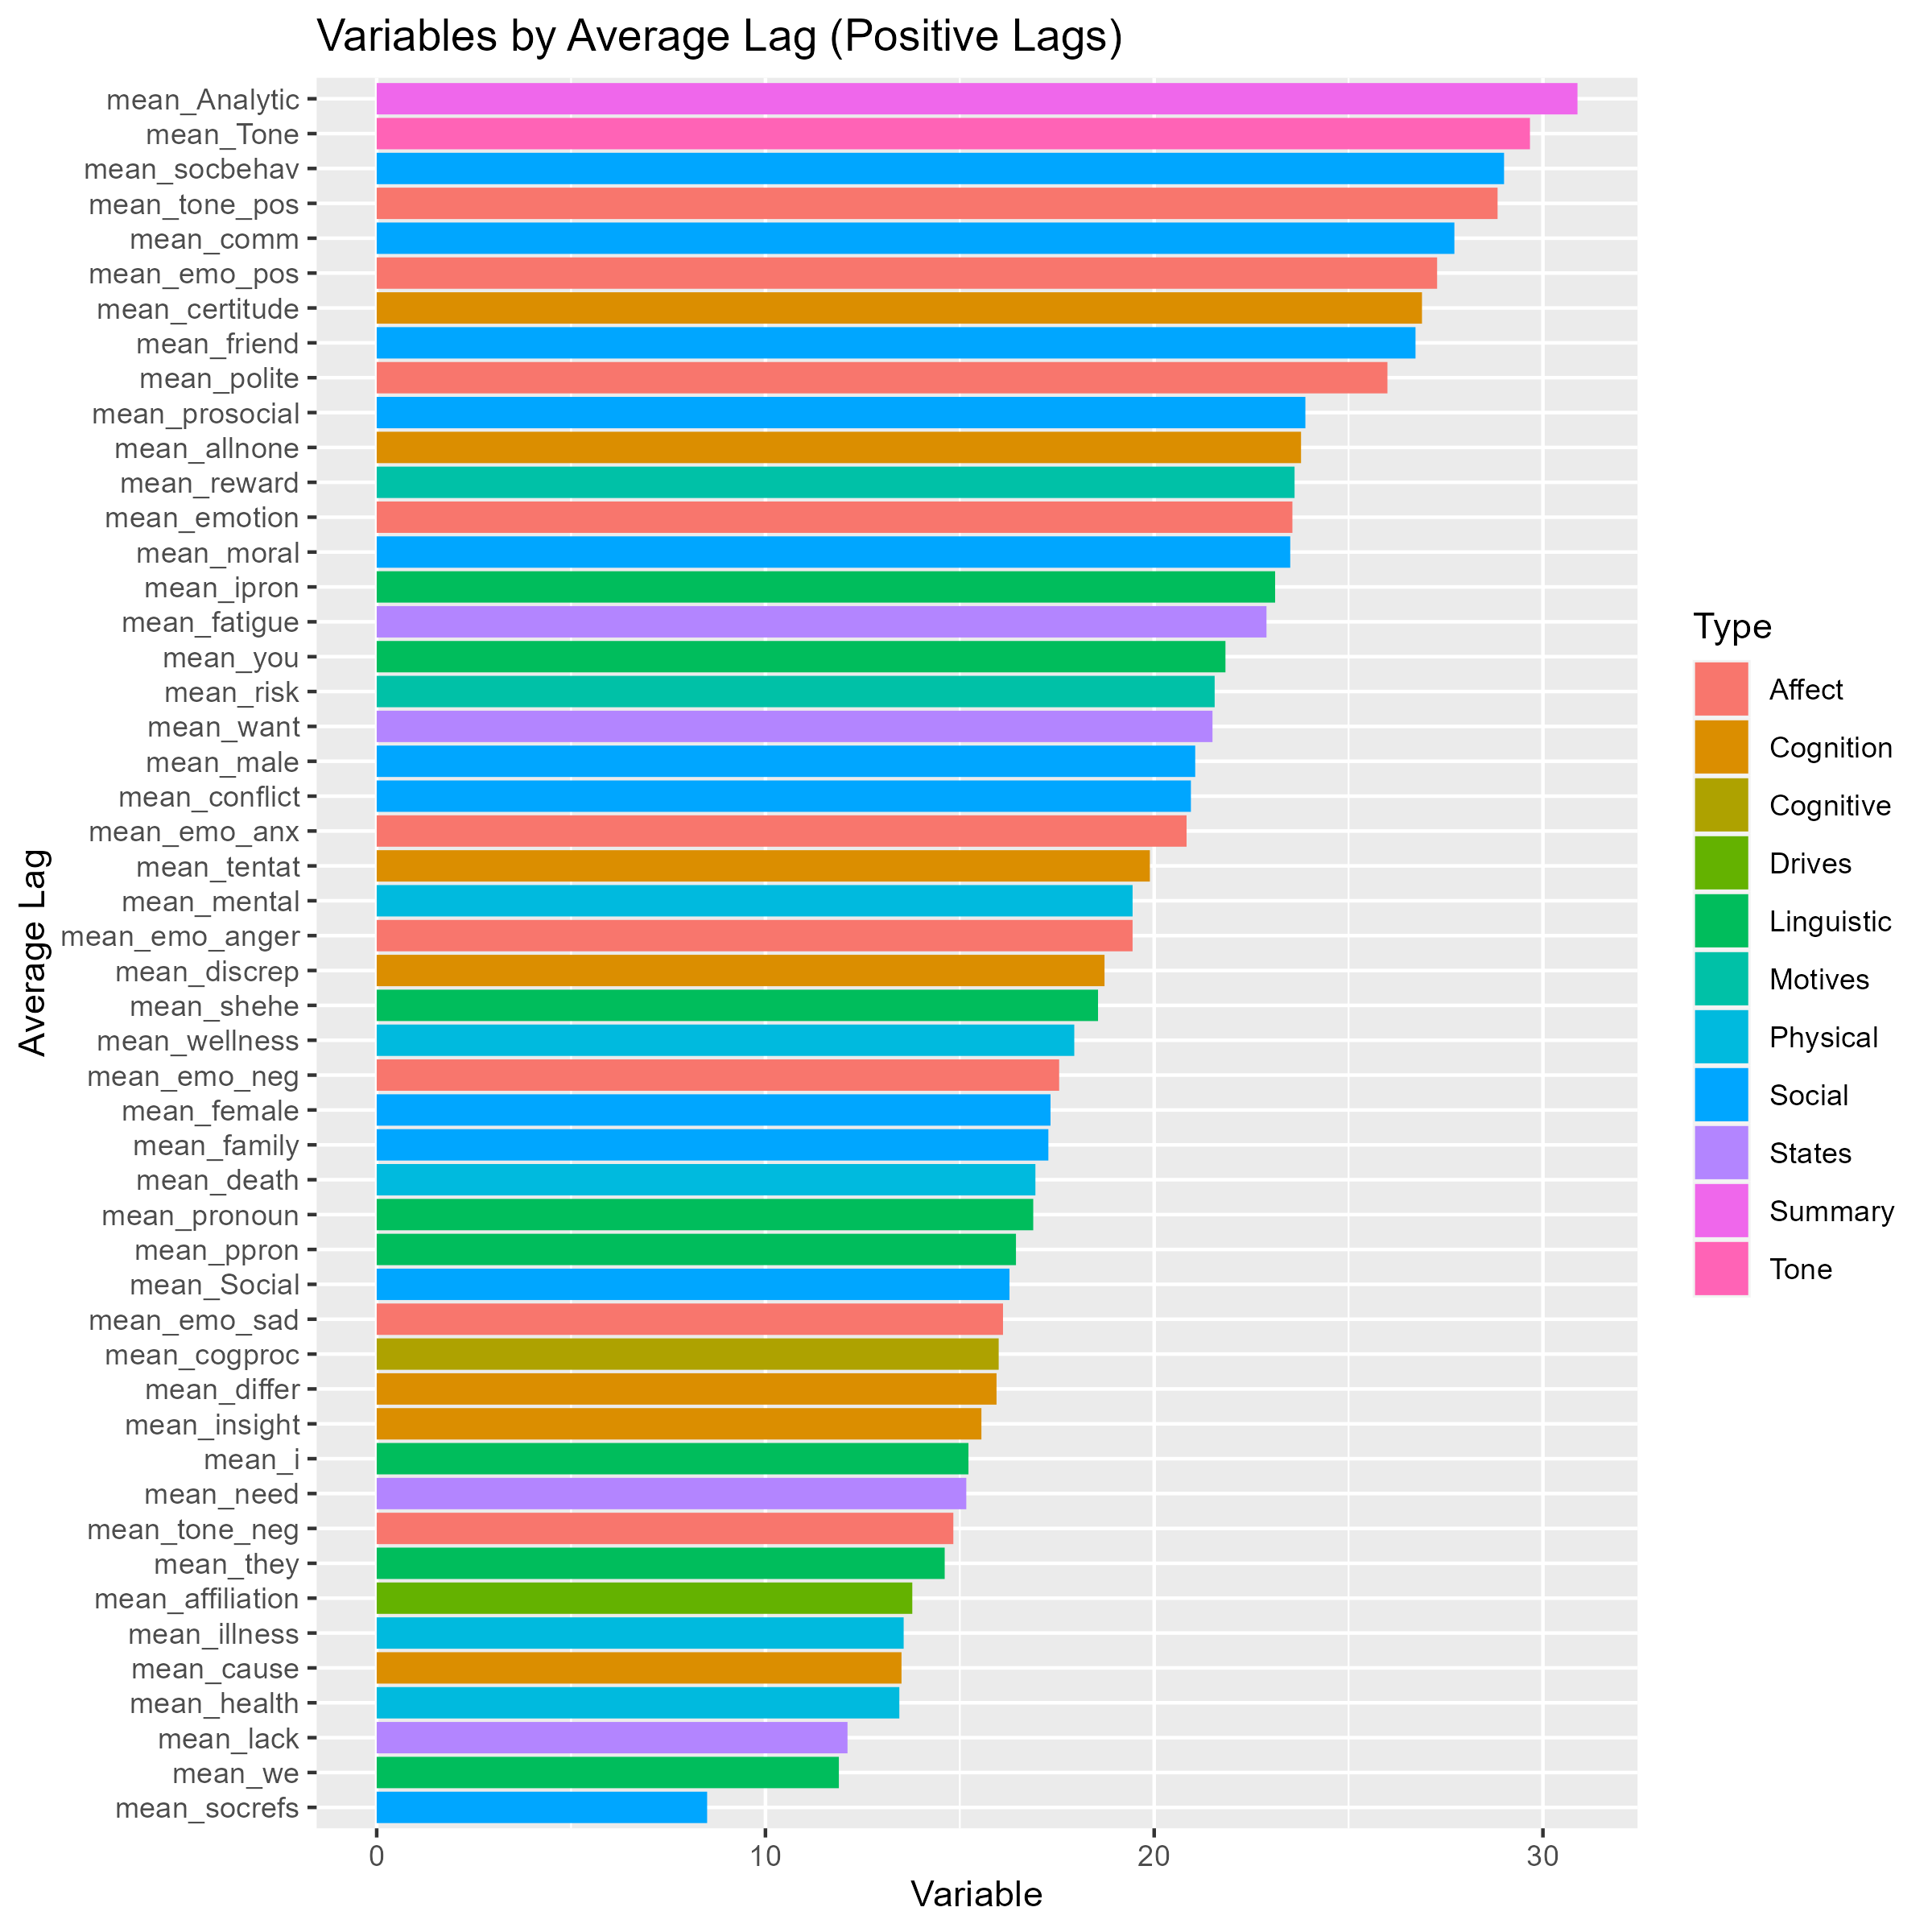 Variables by Average Lag (Positive Lags)
mean_Analytic
mean_Tone
mean_socbehav
mean_tone_pos
mean_comm
mean_emo_pos
mean_certitude
mean_friend
mean_polite
mean_prosocial
mean_allnone
mean_reward
mean_emotion
mean_moral
mean_ipron
mean_fatigue
mean_you
mean_risk
mean_want
mean_male
mean_conflict
mean_emo_anx
mean_tentat
mean_mental
mean_emo_anger
mean_discrep
mean_shehe
mean_wellness
mean_emo_neg
mean_female
mean_family
mean_death
mean_pronoun
mean_ppron
mean_Social
mean_emo_sad
mean_cogproc
mean_differ
mean_insight
mean_i
mean_need
mean_tone_neg
mean_they
mean_affiliation
mean_illness
mean_cause
mean_health
mean_lack
mean_we
mean_socrefs
Average Lag
0 10 20 30
Variable
Type
Affect
Cognition
Cognitive
Drives
Linguistic
Motives
Physical
Social
States
Summary
Tone